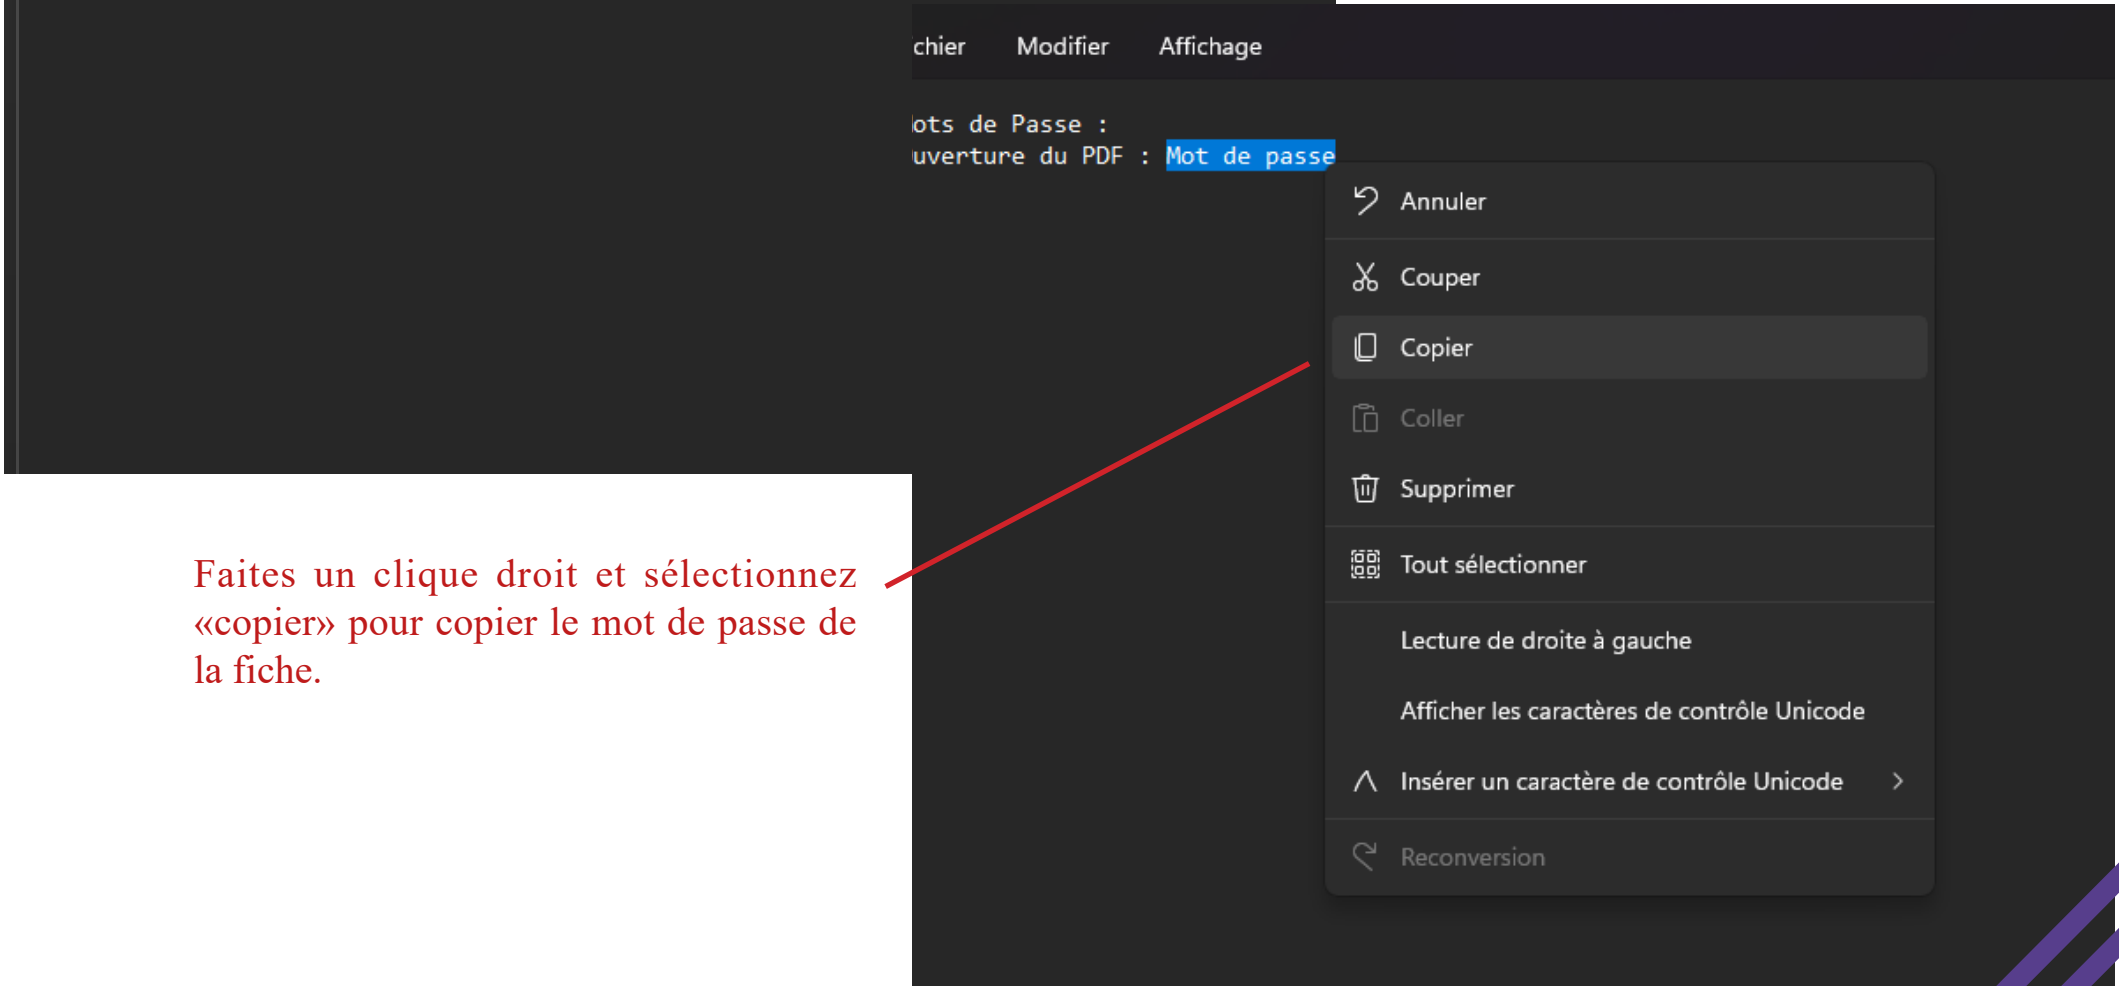 chier Modifier Affichage
ots de Passe :
uverture du PDF : Mot de passe
Annuler
Couper
Copier
Coller
Supprimer
Tout sélectionner
Lecture de droite à gauche
Afficher les caractères de contrôle Unicode
Insérer un caractère de contrôle Unicode
Reconversion
Faites un clique droit et sélectionnez
«copier» pour copier le mot de passe de
la fiche.